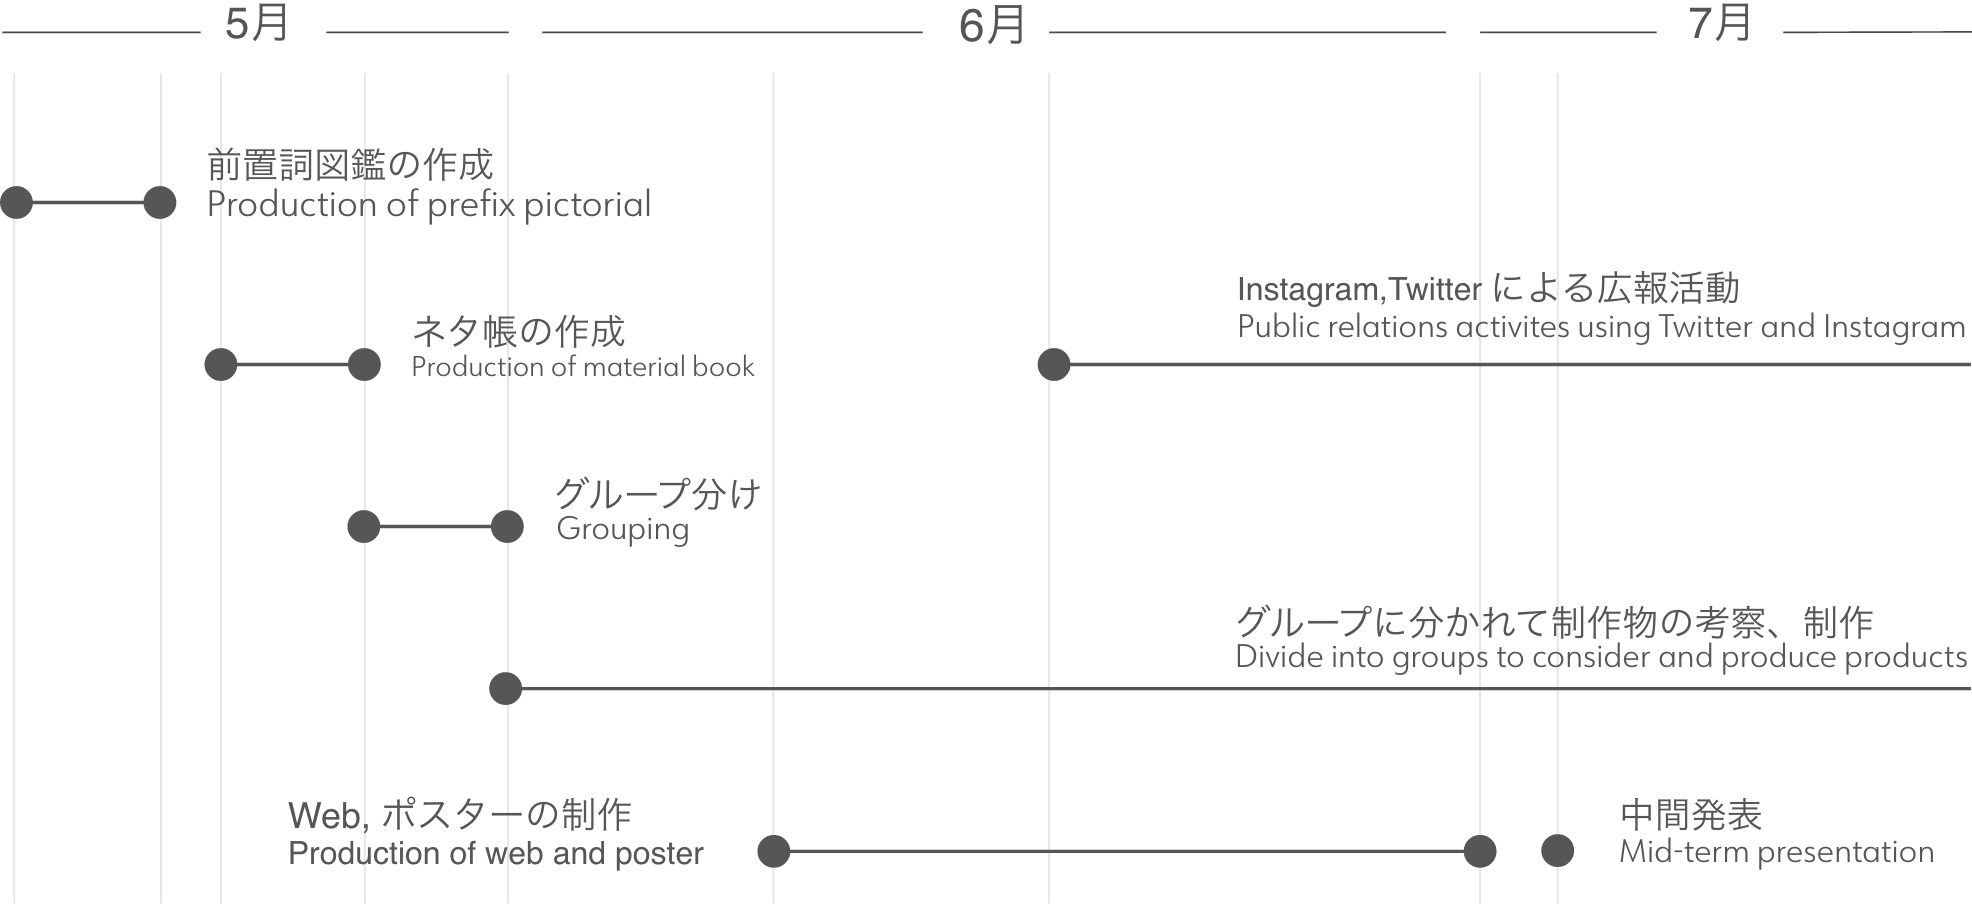 5月
6月
7月
前置詞図鑑の作成
Production of prefix pictorial
Instagram,Twitter による広報活動
Public relations activites using Twitter and Instagram
ネタ帳の作成
Production of material book
グループ分け
Grouping
グループに分かれて制作物の考察、制作
Divide into groups to consider and produce products
Web, ポスターの制作
Production of web and poster
中間発表
Mid-term presentation